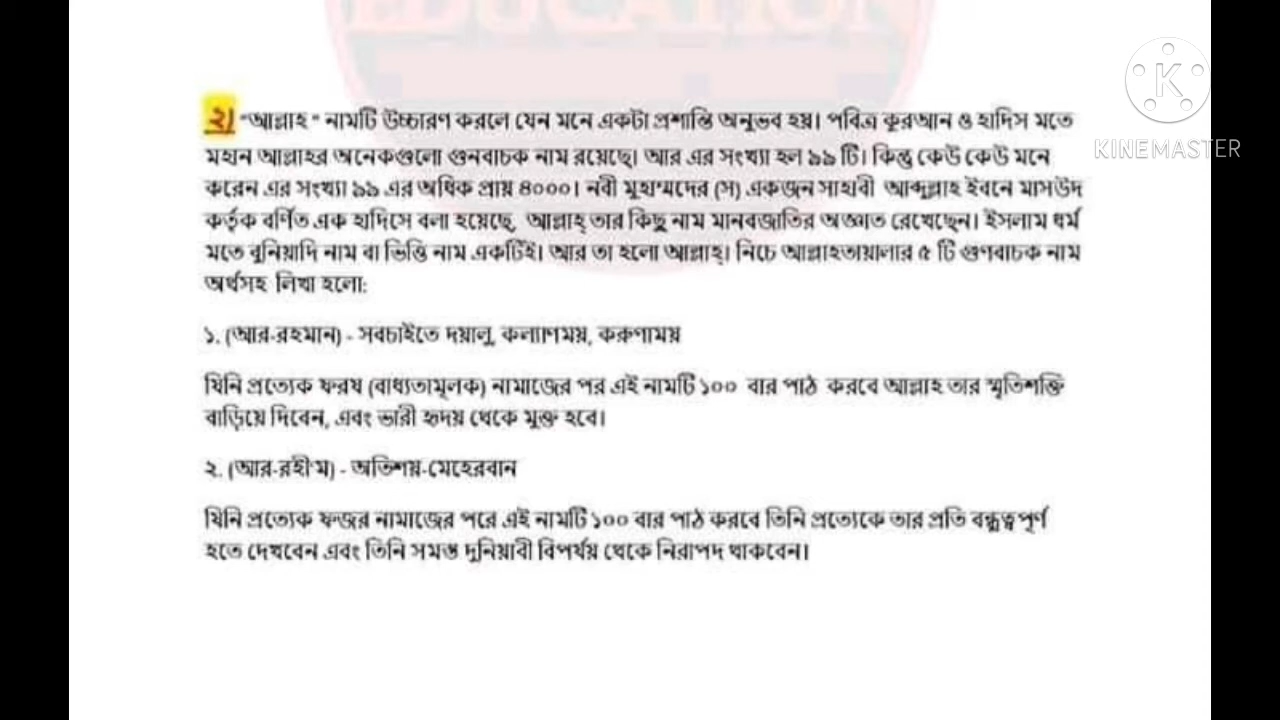 EDUCATION
K
KINEMASTER
২। "আল্লাহ" নামটি উচ্চারণ করলে যেন মনে একটা প্রশান্তি অনুভব হয়। পবিত্র কুরআন ও হাদিস মতে
মহান আল্লাহর অনেকগুলো গুনবাচক নাম রয়েছে। আর এর সংখ্যা হল ৯৯ টি। কিন্তু কেউ কেউ মনে
করেন এর সংখ্যা ৯৯ এর অধিক প্রায় ৪০০০। নবী মুহাম্মদের (স) একজন সাহাবী আব্দুল্লাহ ইবনে মাসউদ
কর্তৃক বর্ণিত এক হাদিসে বলা হয়েছে, আল্লাহ্ তার কিছু নাম মানবজাতির অজ্ঞাত রেখেছেন। ইসলাম ধর্ম
মতে বুনিয়াদি নাম বা ভিত্তি নাম একটিই। আর তা হলো আল্লাহ্। নিচে আল্লাহতায়ালার ৫ টি গুণবাচক নাম
অর্থসহ লিখা হলো:
১. (আর-রহমান) - সবচাইতে দয়ালু, কল্যাণময়, করুণাময়
যিনি প্রত্যেক ফরয (বাধ্যতামূলক) নামাজের পর এই নামটি ১০০ বার পাঠ করবে আল্লাহ তার স্মৃতিশক্তি
বাড়িয়ে দিবেন, এবং ভারী হৃদয় থেকে মুক্ত হবে।
২. (আর-রহী'ম) - অতিশয়-মেহেরবান
যিনি প্রত্যেক ফজর নামাজের পরে এই নামটি ১০০ বার পাঠ করবে তিনি প্রত্যেকে তার প্রতি বন্ধুত্বপূর্ণ
হতে দেখবেন এবং তিনি সমস্ত দুনিয়াবী বিপর্যয় থেকে নিরাপদ থাকবেন।